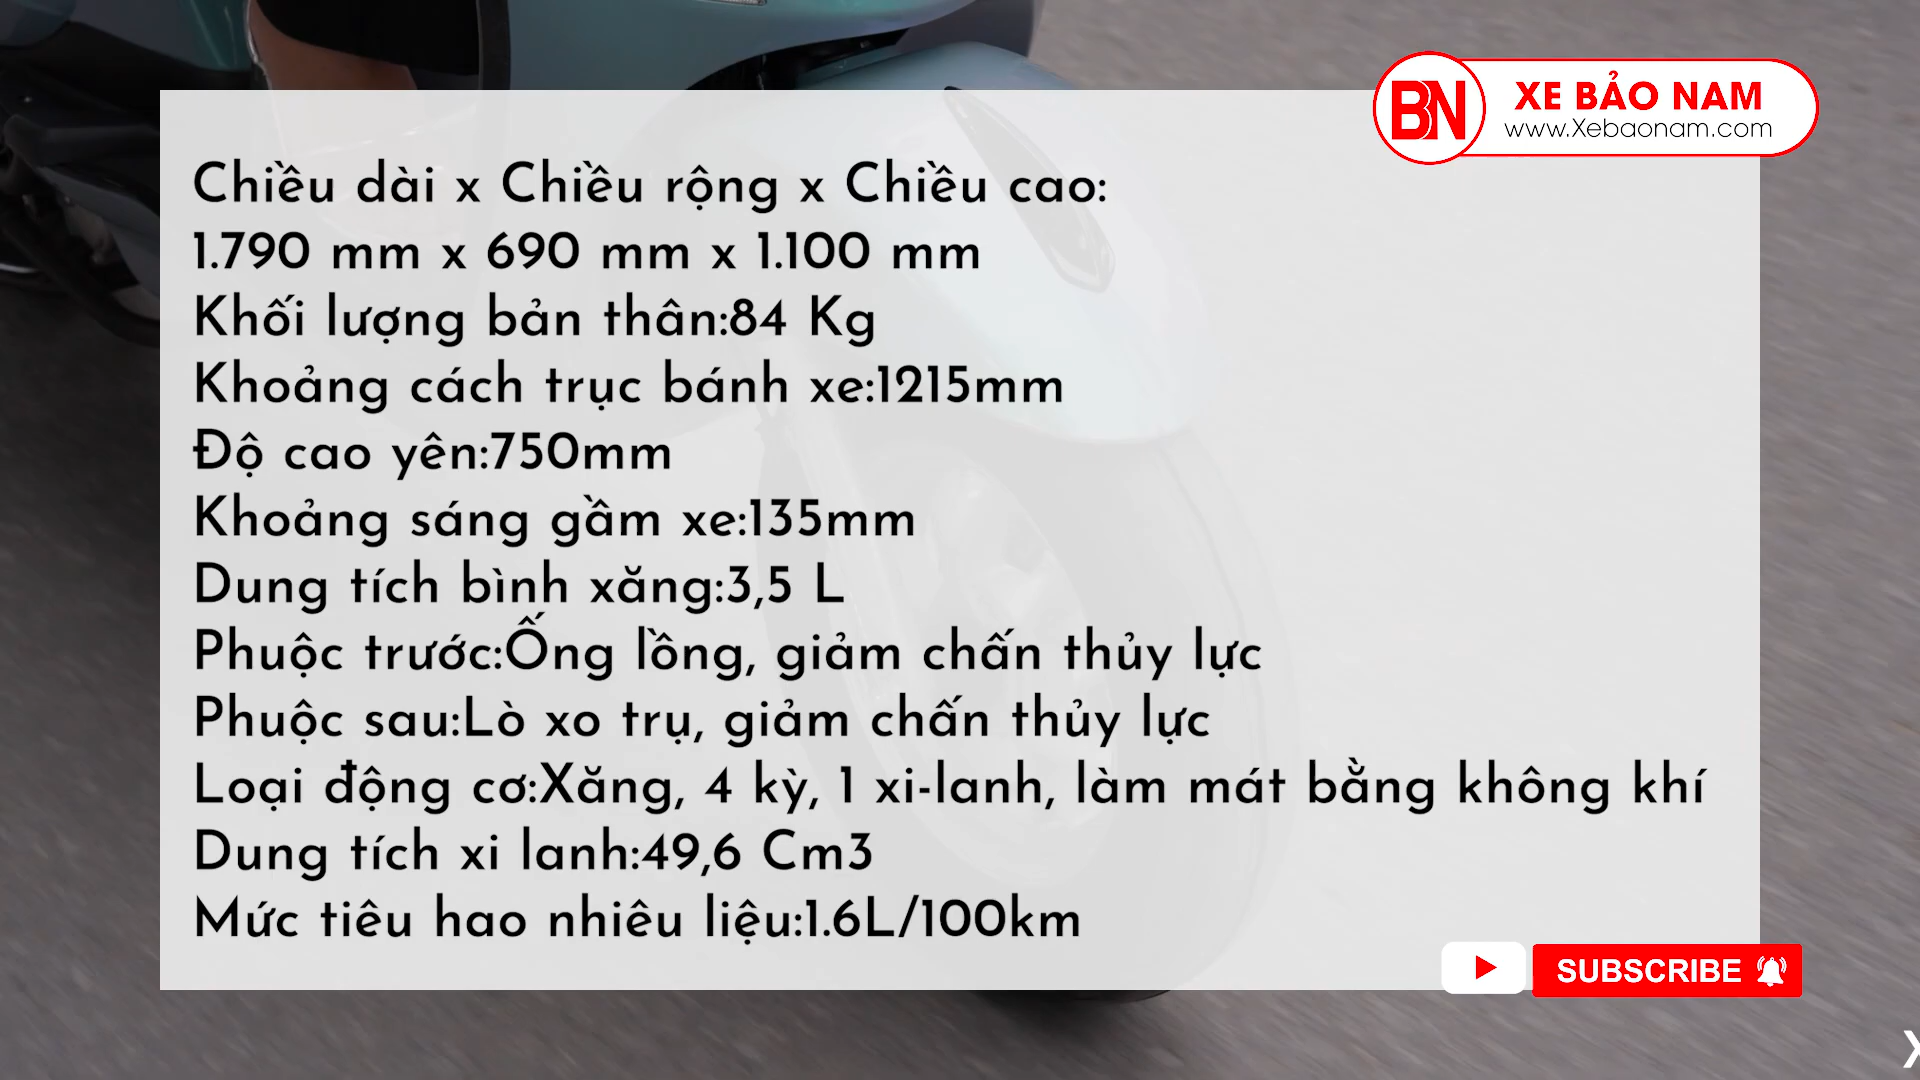 BN
XE BẢO NAM
www.Xebaonam.com
Chiều dài x Chiều rộng x Chiều cao:
1.790 mm x 690 mm x 1.100 mm
Khối lượng bản thân:84 Kg
Khoảng cách trục bánh xe:1215mm
Độ cao yên:750mm
Khoảng sáng gầm xe:135mm
Dung tích bình xăng:3,5 L
Phuộc trước:Ống lồng, giảm chấn thủy lực
Phuộc sau:Lò xo trụ, giảm chấn thủy lực
Loại động cơ:Xăng, 4 kỳ, 1 xi-lanh, làm mát bằng không khí
Dung tích xi lanh:49,6 Cm3
Mức tiêu hao nhiêu liệu:1.6L/100km
SUBSCRIBE